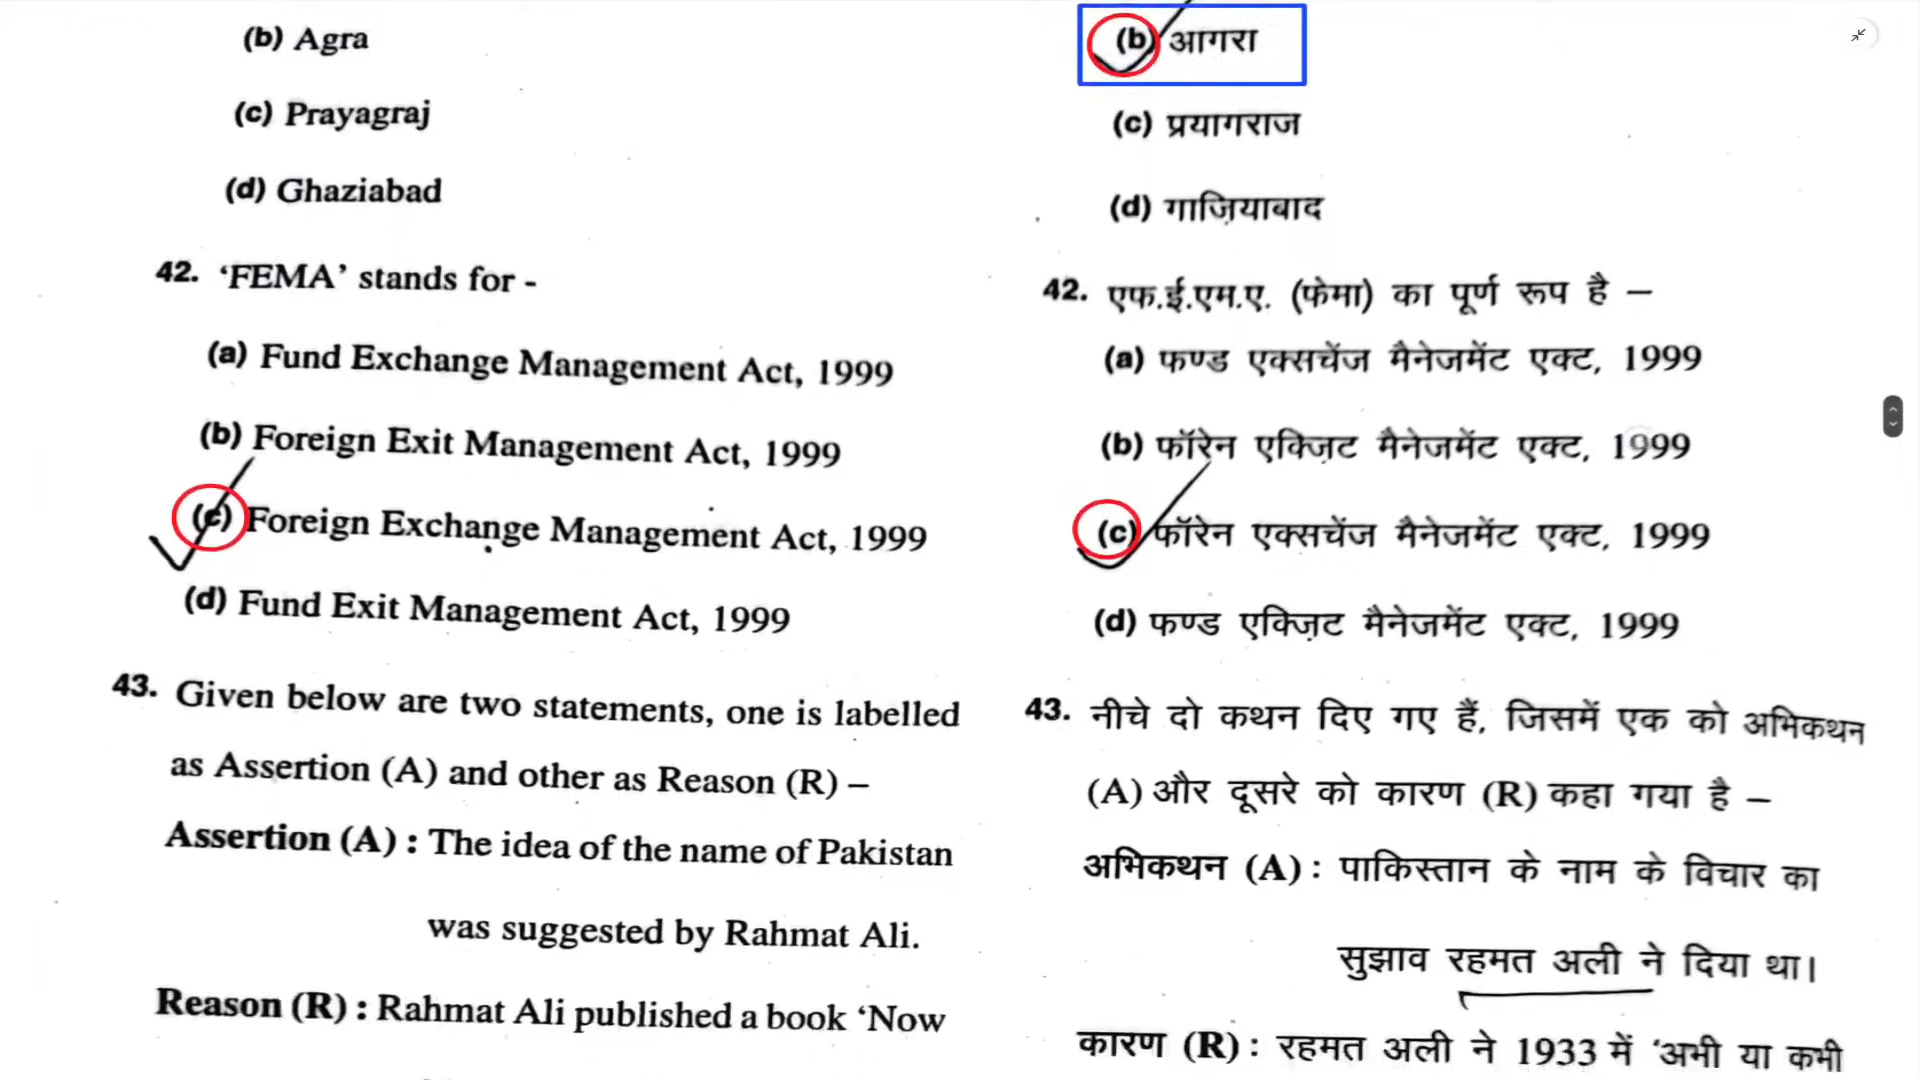 (b) Agra
(c) Prayagraj
(d) Ghaziabad
42. ‘FEMA’ stands for -
(a) Fund Exchange Management Act, 1999
(b) Foreign Exit Management Act, 1999
(c) Foreign Exchange Management Act, 1999
(d) Fund Exit Management Act, 1999
43. Given below are two statements, one is labelled
as Assertion (A) and other as Reason (R) –
Assertion (A) : The idea of the name of Pakistan
was suggested by Rahmat Ali.
Reason (R) : Rahmat Ali published a book ‘Now
(b) आगरा
(c) प्रयागराज
(d) गाज़ियाबाद
42. एफ.ई.एम.ए. (फेमा) का पूर्ण रूप है –
(a) फण्ड एक्सचेंज मैनेजमेंट एक्ट, 1999
(b) फॉरेन एक्ज़िट मैनेजमेंट एक्ट, 1999
(c) फॉरेन एक्सचेंज मैनेजमेंट एक्ट, 1999
(d) फण्ड एक्ज़िट मैनेजमेंट एक्ट, 1999
43. नीचे दो कथन दिए गए हैं, जिसमें एक को अभिकथन
(A) और दूसरे को कारण (R) कहा गया है –
अभिकथन (A) : पाकिस्तान के नाम के विचार का
सुझाव रहमत अली ने दिया था।
कारण (R) : रहमत अली ने 1933 में ‘अभी या कभी